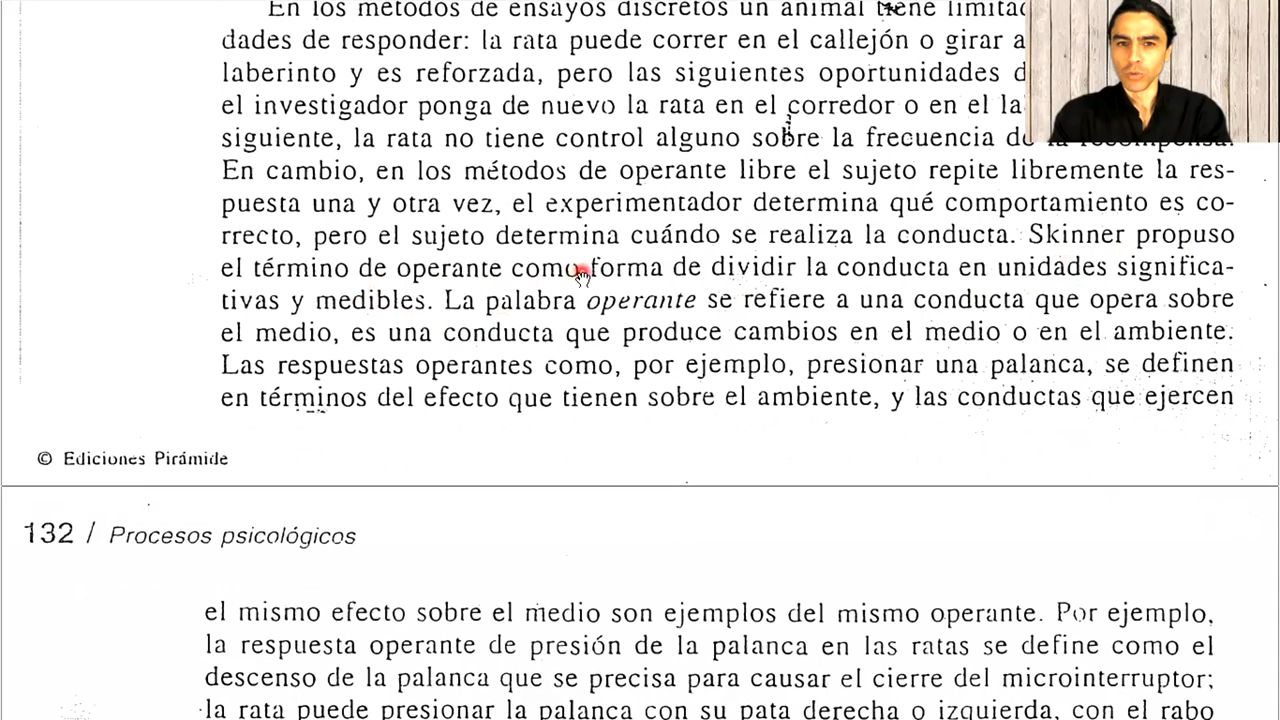 En los métodos de ensayos discretos un animal tiene
dades de responder: la rata puede correr en el callejón o girar
laberinto y es reforzada, pero las siguientes oportunidades
el investigador ponga de nuevo la rata en el corredor o en el
siguiente, la rata no tiene control alguno sobre la frecuencia de la recompensa.
En cambio, en los métodos de operante libre el sujeto repite libremente la res-
puesta una y otra vez, el experimentador determina qué comportamiento es co-
rrecto, pero el sujeto determina cuándo se realiza la conducta. Skinner propuso
el término de operante como forma de dividir la conducta en unidades significa-
tivas y medibles. La palabra operante se refiere a una conducta que opera sobre
el medio, es una conducta que produce cambios en el medio o en el ambiente.
Las respuestas operantes como, por ejemplo, presionar una palanca, se definen
en términos del efecto que tienen sobre el ambiente, y las conductas que ejercen
© Ediciones Pirámide
132 / Procesos psicológicos
el mismo efecto sobre el medio son ejemplos del mismo operante. Por ejemplo,
la respuesta operante de presión de la palanca en las ratas se define como el
descenso de la palanca que se precisa para causar el cierre del microinterruptor;
la rata puede presionar la palanca con su pata derecha o izquierda, con el rabo